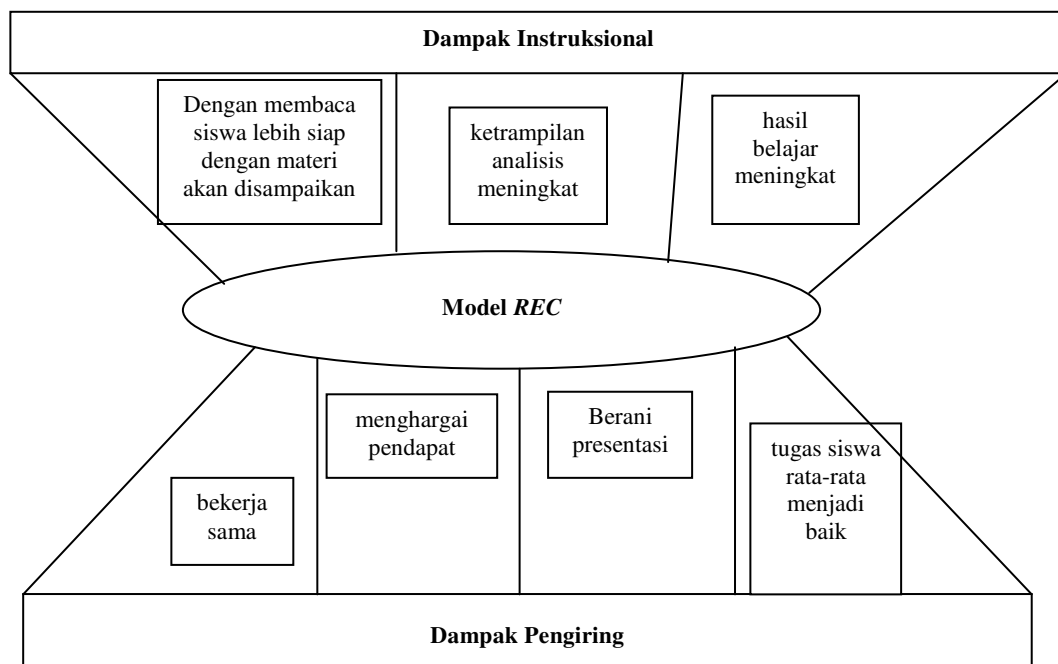 Dampak Instruksional
Dengan membaca
siswa lebih siap
dengan materi
akan disampaikan
ketrampilan
analisis
meningkat
hasil
belajar
meningkat
Model REC
bekerja
sama
menghargai
pendapat
Berani
presentasi
tugas siswa
rata-rata
menjadi
baik
Dampak Pengiring